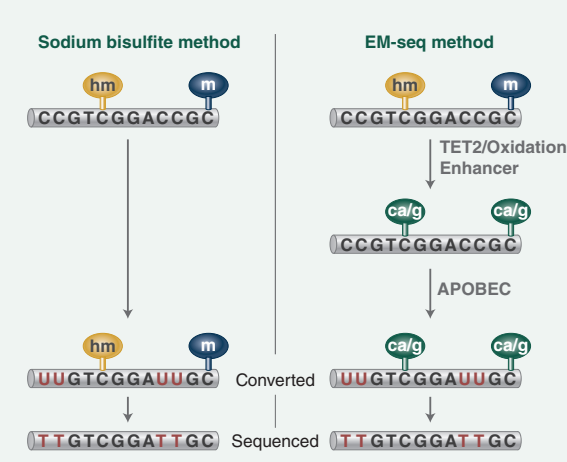 Sodium bisulfite method
hm
m
CCGTCGGACCGC
hm
m
UUGTCGGAUUGC
TTGTCGGATTGC
Converted
Sequenced
EM-seq method
hm
m
CCGTCGGACCGC
TET2/Oxidation
Enhancer
ca/g
ca/g
CCGTCGGACCGC
APOBEC
ca/g
ca/g
UUGTCGGAUUGC
TTGTCGGATTGC